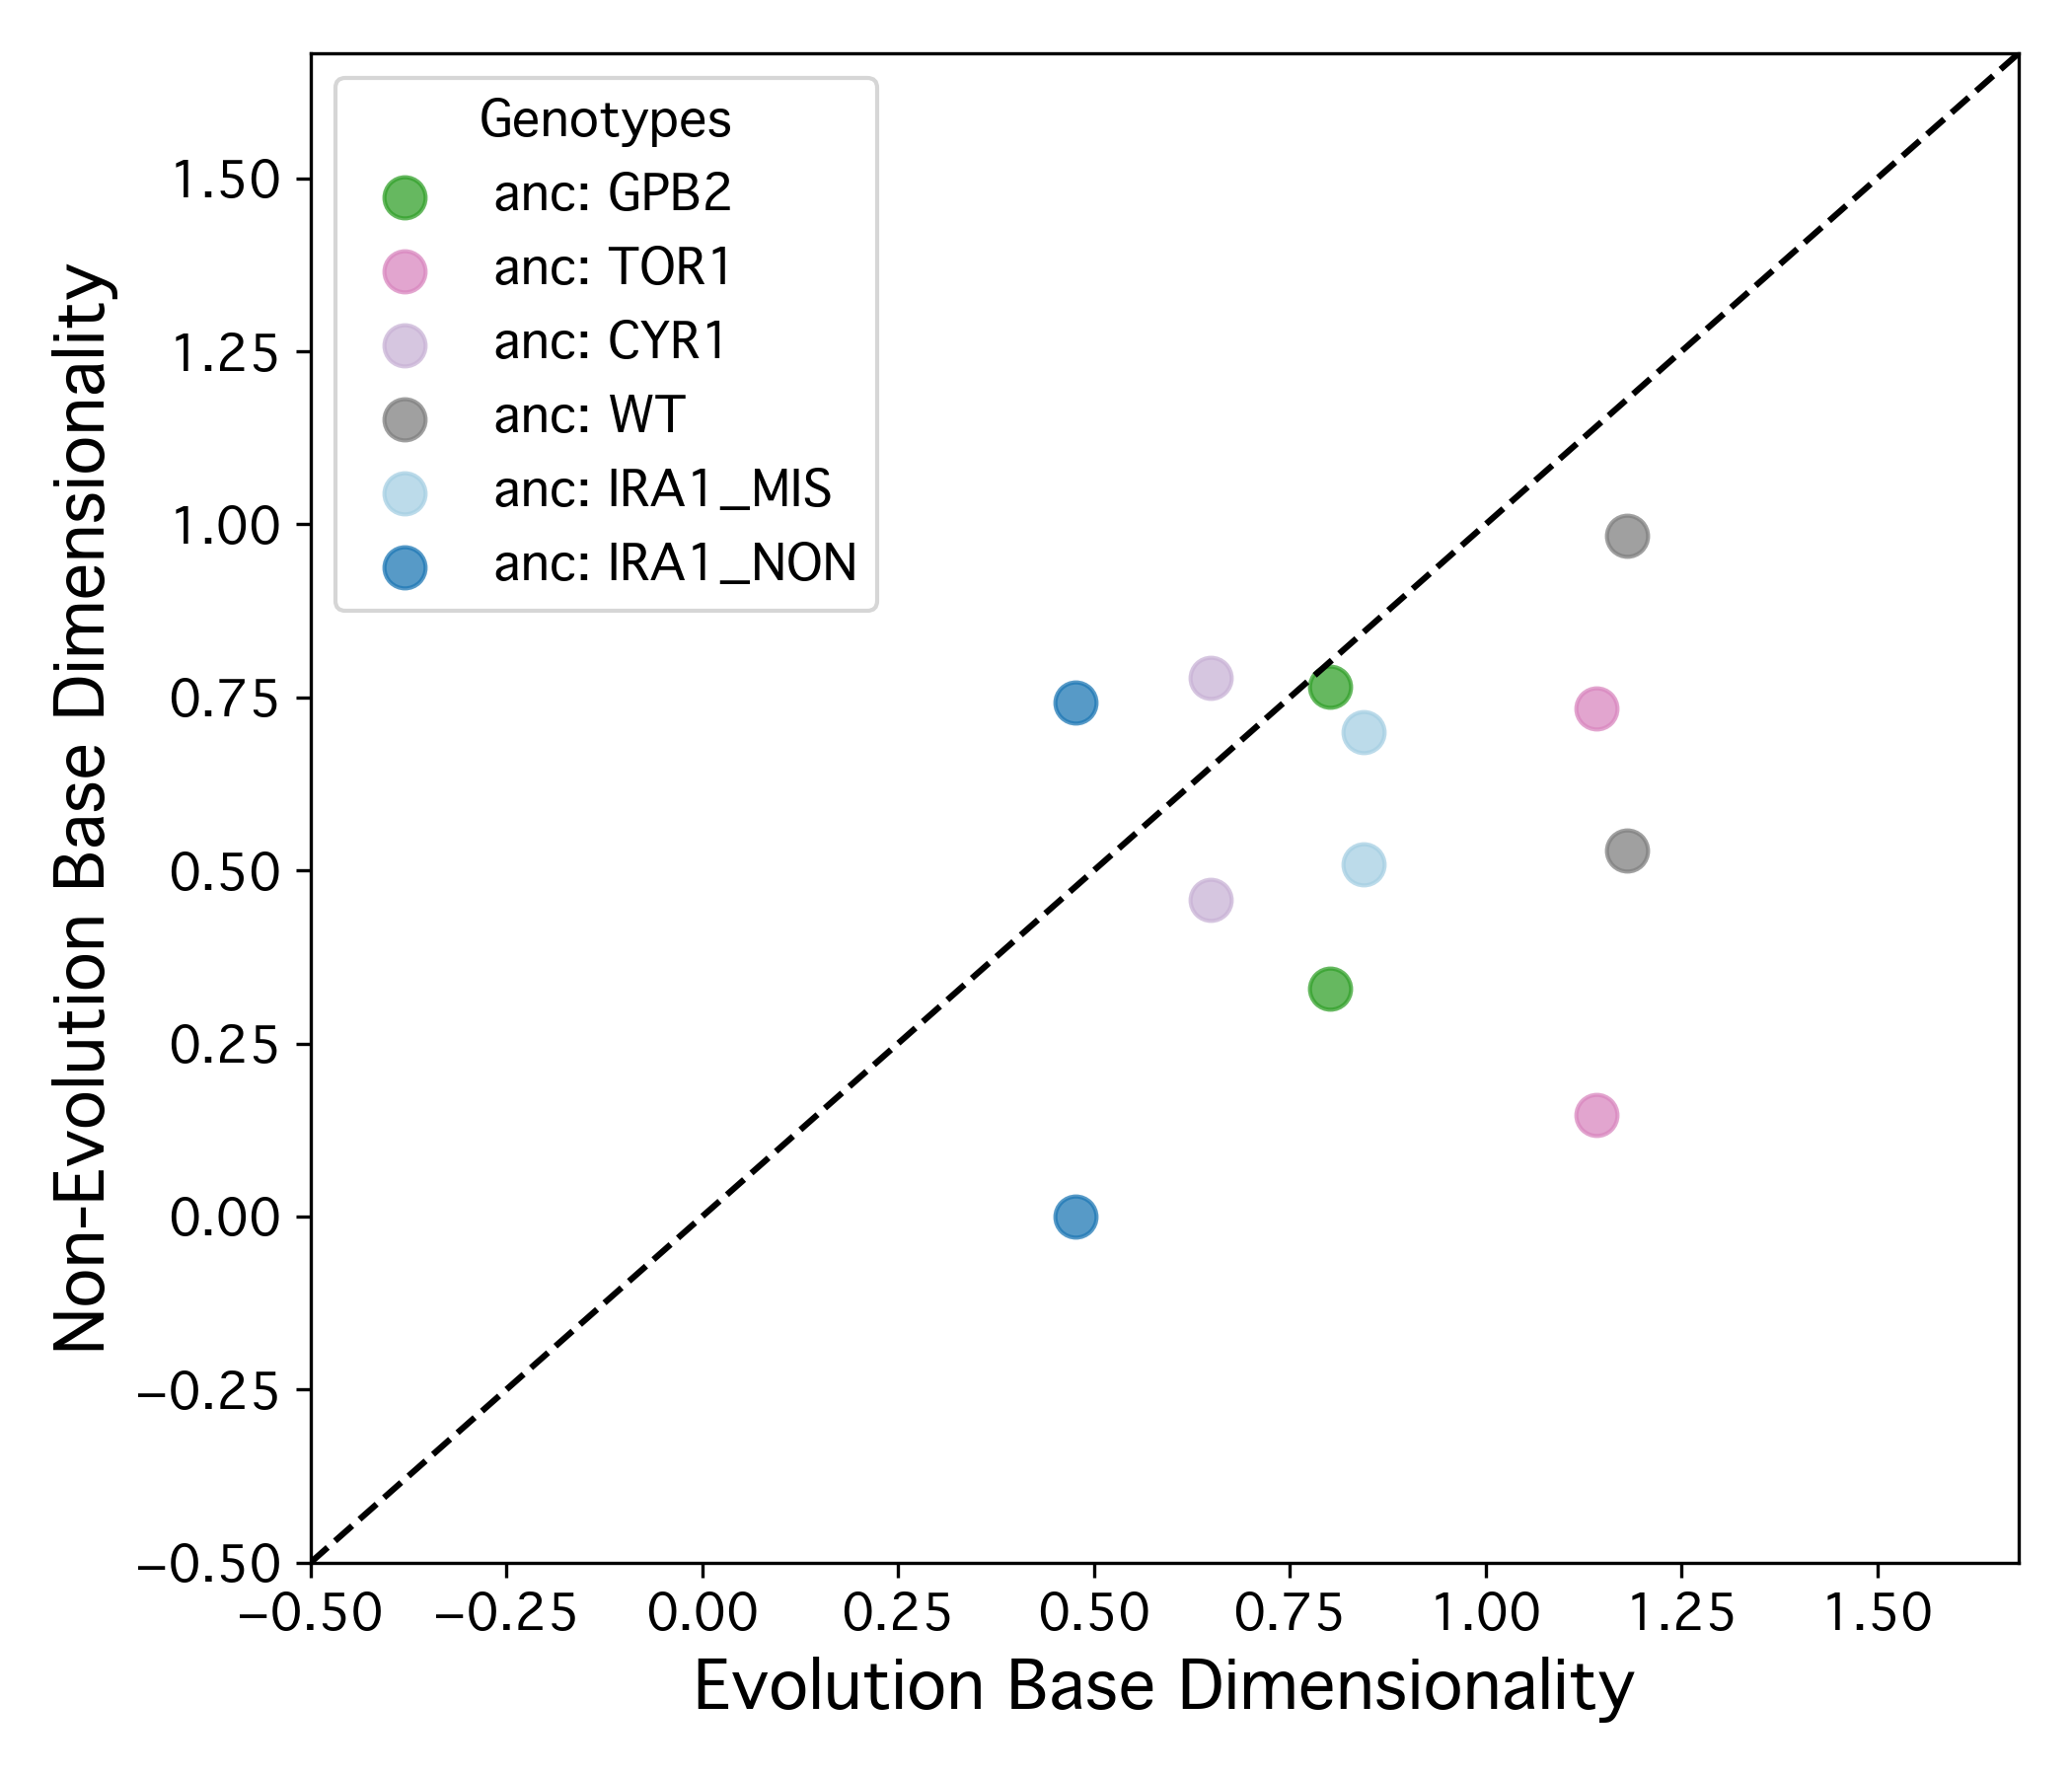 Genotypes
anc: GPB2
anc: TOR1
anc: CYR1
anc: WT
anc: IRA1_MIS
anc: IRA1_NON
Non-Evolution Base Dimensionality
1.50
1.25
1.00
0.75
0.50
0.25
0.00
−0.25
−0.50
−0.50 −0.25 0.00 0.25 0.50 0.75 1.00 1.25 1.50
Evolution Base Dimensionality